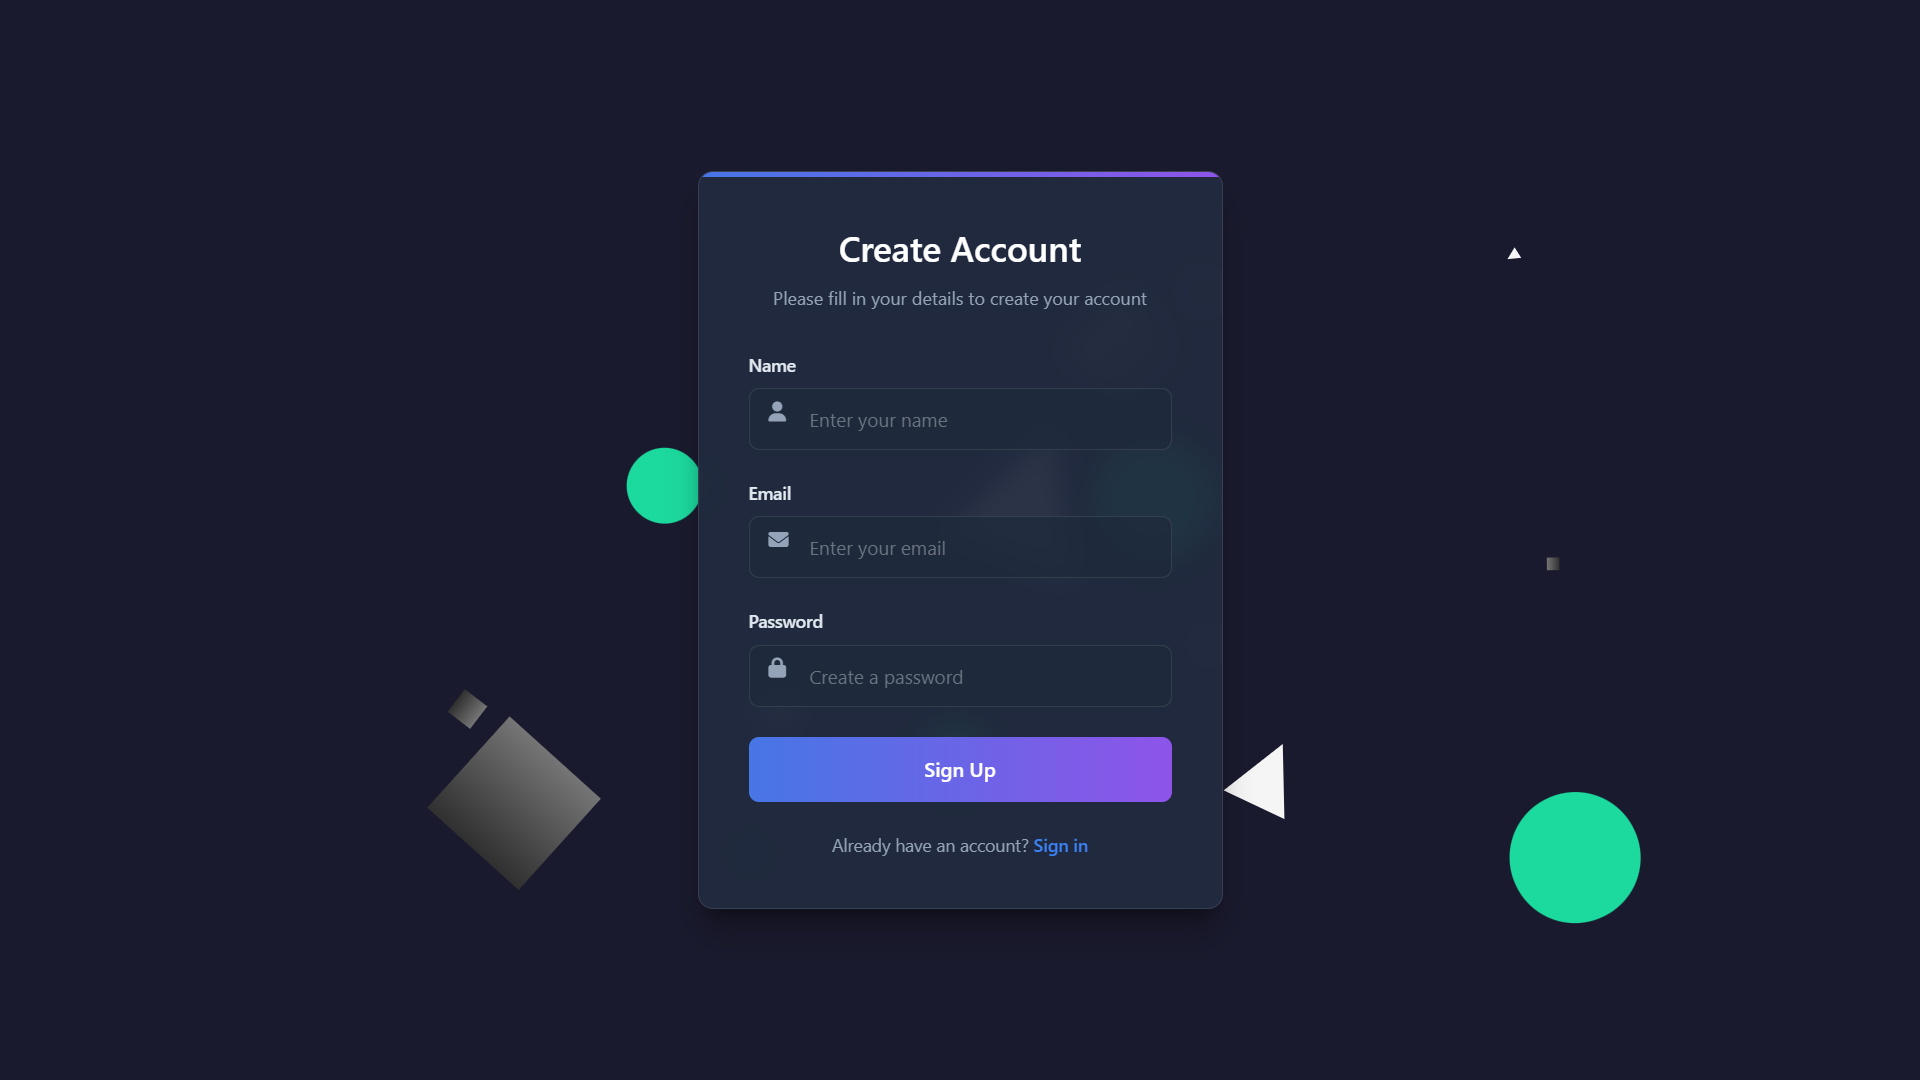 Create Account
Please fill in your details to create your account
Name
Enter your name
Email
Enter your email
Password
Create a password
Sign Up
Already have an account? Sign in